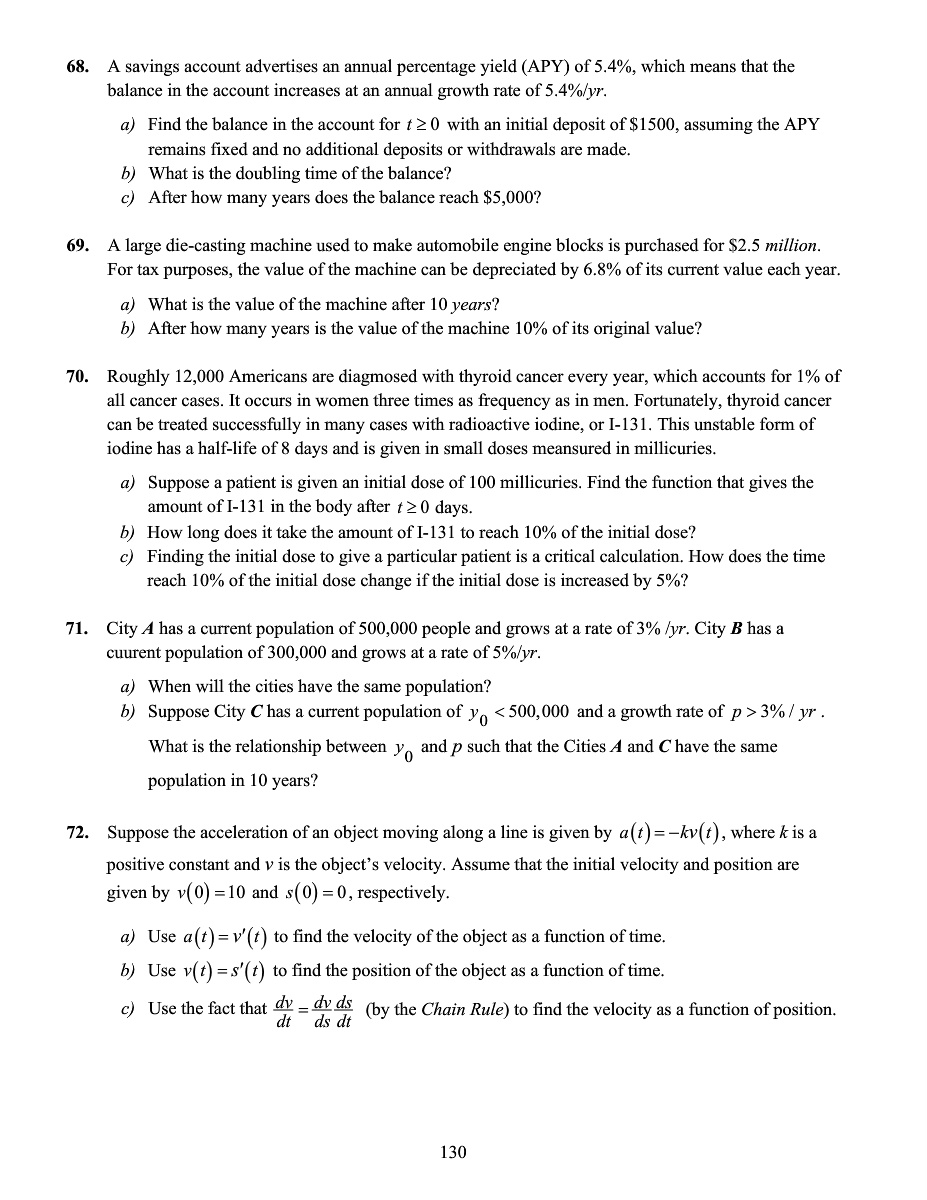 68. A savings account advertises an annual percentage yield (APY) of 5.4%, which means that the
balance in the account increases at an annual growth rate of 5.4%/yr.
a) Find the balance in the account for t ≥ 0 with an initial deposit of $1500, assuming the APY
remains fixed and no additional deposits or withdrawals are made.
b) What is the doubling time of the balance?
c) After how many years does the balance reach $5,000?
69. A large die-casting machine used to make automobile engine blocks is purchased for $2.5 million.
For tax purposes, the value of the machine can be depreciated by 6.8% of its current value each year.
a) What is the value of the machine after 10 years?
b) After how many years is the value of the machine 10% of its original value?
70. Roughly 12,000 Americans are diagmosed with thyroid cancer every year, which accounts for 1% of
all cancer cases. It occurs in women three times as frequency as in men. Fortunately, thyroid cancer
can be treated successfully in many cases with radioactive iodine, or I-131. This unstable form of
iodine has a half-life of 8 days and is given in small doses meansured in millicuries.
a) Suppose a patient is given an initial dose of 100 millicuries. Find the function that gives the
amount of I-131 in the body after t ≥ 0 days.
b) How long does it take the amount of I-131 to reach 10% of the initial dose?
c) Finding the initial dose to give a particular patient is a critical calculation. How does the time
reach 10% of the initial dose change if the initial dose is increased by 5%?
71. City A has a current population of 500,000 people and grows at a rate of 3% /yr. City B has a
cuurent population of 300,000 and grows at a rate of 5%/yr.
a) When will the cities have the same population?
b) Suppose City C has a current population of y₀ < 500,000 and a growth rate of p > 3% / yr .
What is the relationship between y₀ and p such that the Cities A and C have the same
population in 10 years?
72. Suppose the acceleration of an object moving along a line is given by a(t) = −kv(t), where k is a
positive constant and v is the object’s velocity. Assume that the initial velocity and position are
given by v(0) = 10 and s(0) = 0, respectively.
a) Use a(t) = v′(t) to find the velocity of the object as a function of time.
b) Use v(t) = s′(t) to find the position of the object as a function of time.
c) Use the fact that dv/dt = dv/ds ds/dt (by the Chain Rule) to find the velocity as a function of position.
130